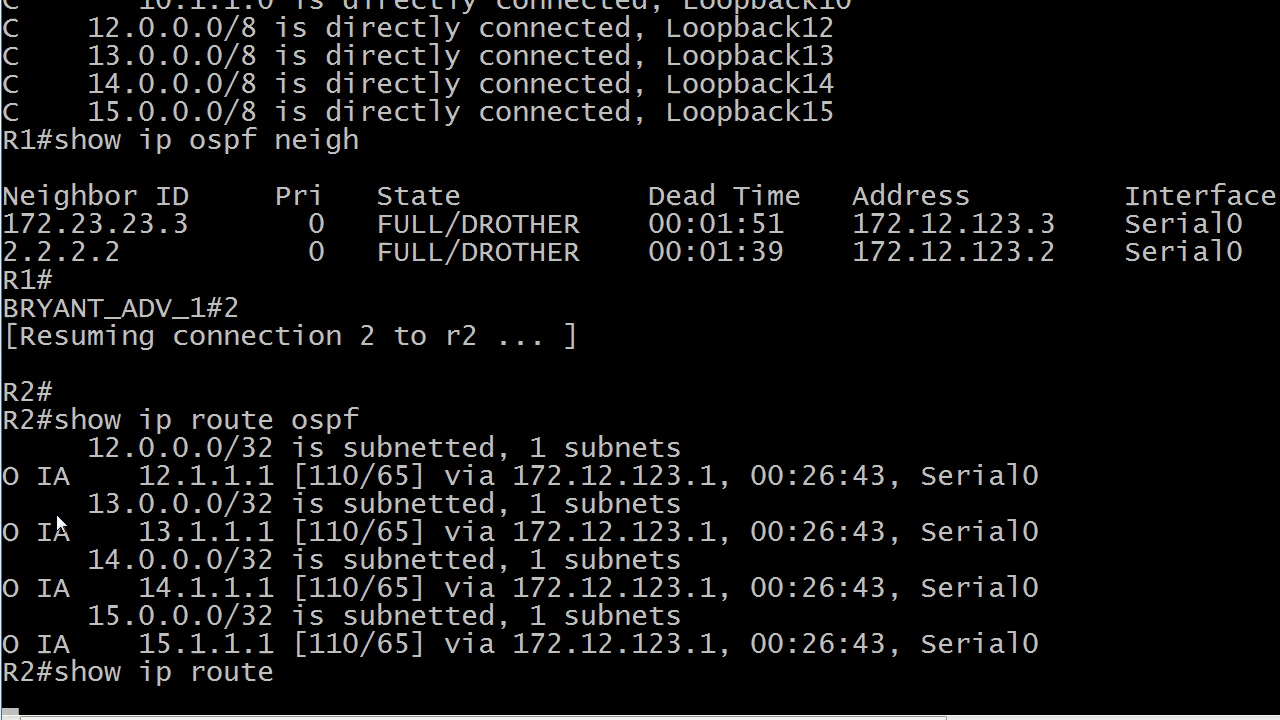 C        10.1.1.0 is directly connected, Loopback10
C    12.0.0.0/8 is directly connected, Loopback12
C    13.0.0.0/8 is directly connected, Loopback13
C    14.0.0.0/8 is directly connected, Loopback14
C    15.0.0.0/8 is directly connected, Loopback15
R1#show ip ospf neigh
Neighbor ID     Pri   State           Dead Time   Address         Interface
172.23.23.3       0   FULL/DROTHER    00:01:51    172.12.123.3    Serial0
2.2.2.2           0   FULL/DROTHER    00:01:39    172.12.123.2    Serial0
R1#
BRYANT_ADV_1#2
[Resuming connection 2 to r2 ... ]
R2#
R2#show ip route ospf
     12.0.0.0/32 is subnetted, 1 subnets
O IA    12.1.1.1 [110/65] via 172.12.123.1, 00:26:43, Serial0
     13.0.0.0/32 is subnetted, 1 subnets
O IA    13.1.1.1 [110/65] via 172.12.123.1, 00:26:43, Serial0
     14.0.0.0/32 is subnetted, 1 subnets
O IA    14.1.1.1 [110/65] via 172.12.123.1, 00:26:43, Serial0
     15.0.0.0/32 is subnetted, 1 subnets
O IA    15.1.1.1 [110/65] via 172.12.123.1, 00:26:43, Serial0
R2#show ip route